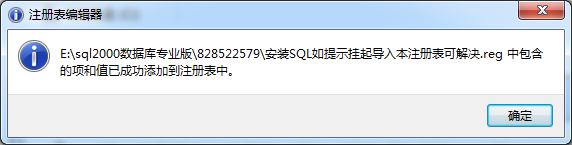 注册表编辑器
E:\sql2000数据库专业版\828522579\安装SQL如提示挂起导入本注册表可解决.reg 中包含
的项和值已成功添加到注册表中。
确定